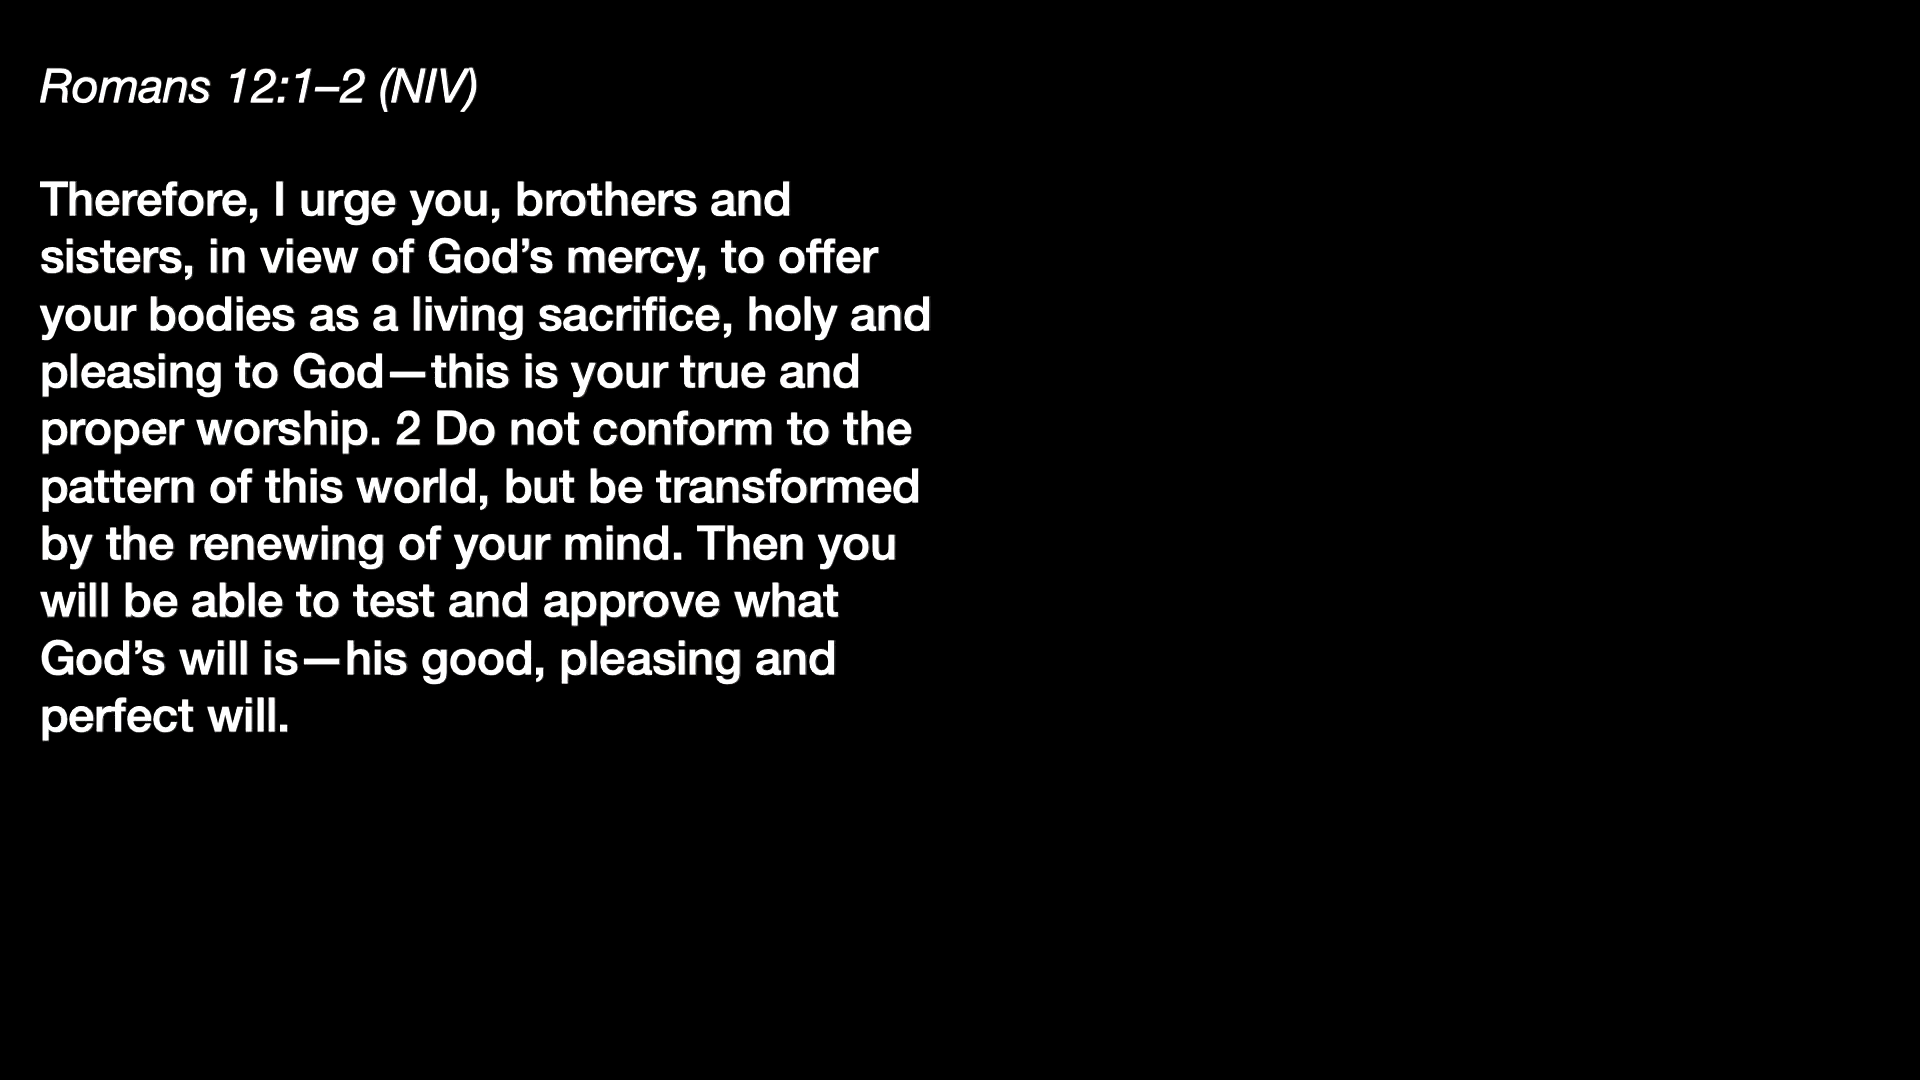 Romans 12:1–2 (NIV)
Therefore, I urge you, brothers and
sisters, in view of God’s mercy, to offer
your bodies as a living sacrifice, holy and
pleasing to God—this is your true and
proper worship. 2 Do not conform to the
pattern of this world, but be transformed
by the renewing of your mind. Then you
will be able to test and approve what
God’s will is—his good, pleasing and
perfect will.